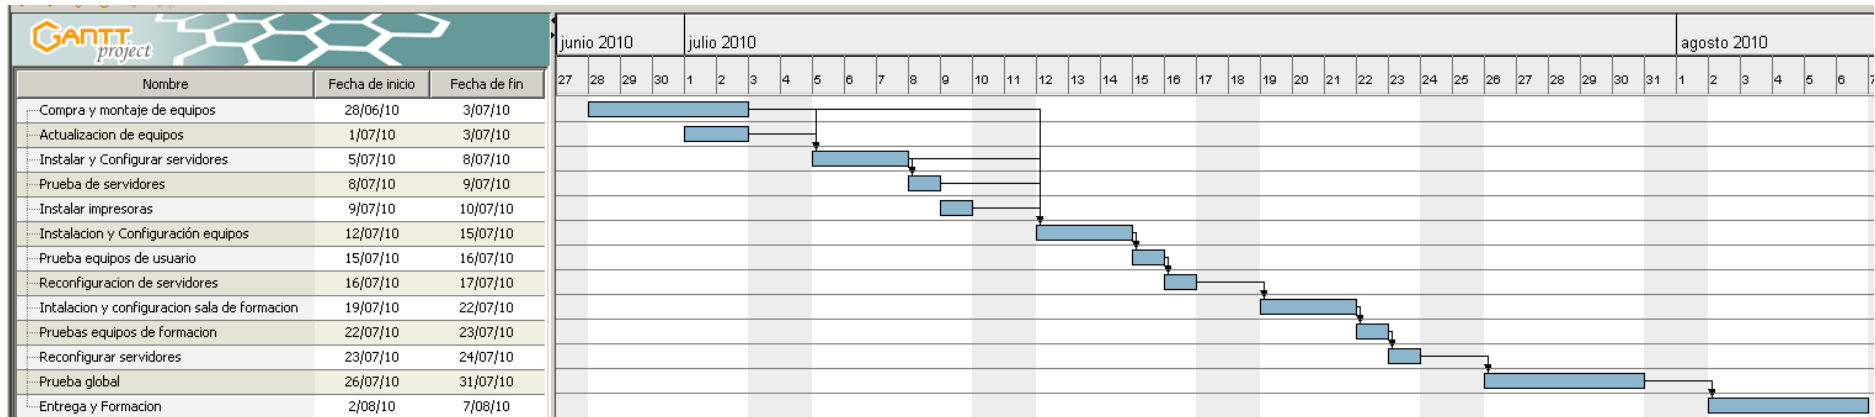 GANTT
project
junio 2010 julio 2010 agosto 2010
27 28 29 30 1 2 3 4 5 6 7 8 9 10 11 12 13 14 15 16 17 18 19 20 21 22 23 24 25 26 27 28 29 30 31 1 2 3 4 5 6 7
Nombre Fecha de inicio Fecha de fin
Compra y montaje de equipos 28/06/10 3/07/10
Actualizacion de equipos 1/07/10 3/07/10
Instalar y Configurar servidores 5/07/10 8/07/10
Prueba de servidores 8/07/10 9/07/10
Instalar impresoras 9/07/10 10/07/10
Instalacion y Configuración equipos 12/07/10 15/07/10
Prueba equipos de usuario 15/07/10 16/07/10
Reconfiguracion de servidores 16/07/10 17/07/10
Intalacion y configuracion sala de formacion 19/07/10 22/07/10
Pruebas equipos de formacion 22/07/10 23/07/10
Reconfigurar servidores 23/07/10 24/07/10
Prueba global 26/07/10 31/07/10
Entrega y Formacion 2/08/10 7/08/10